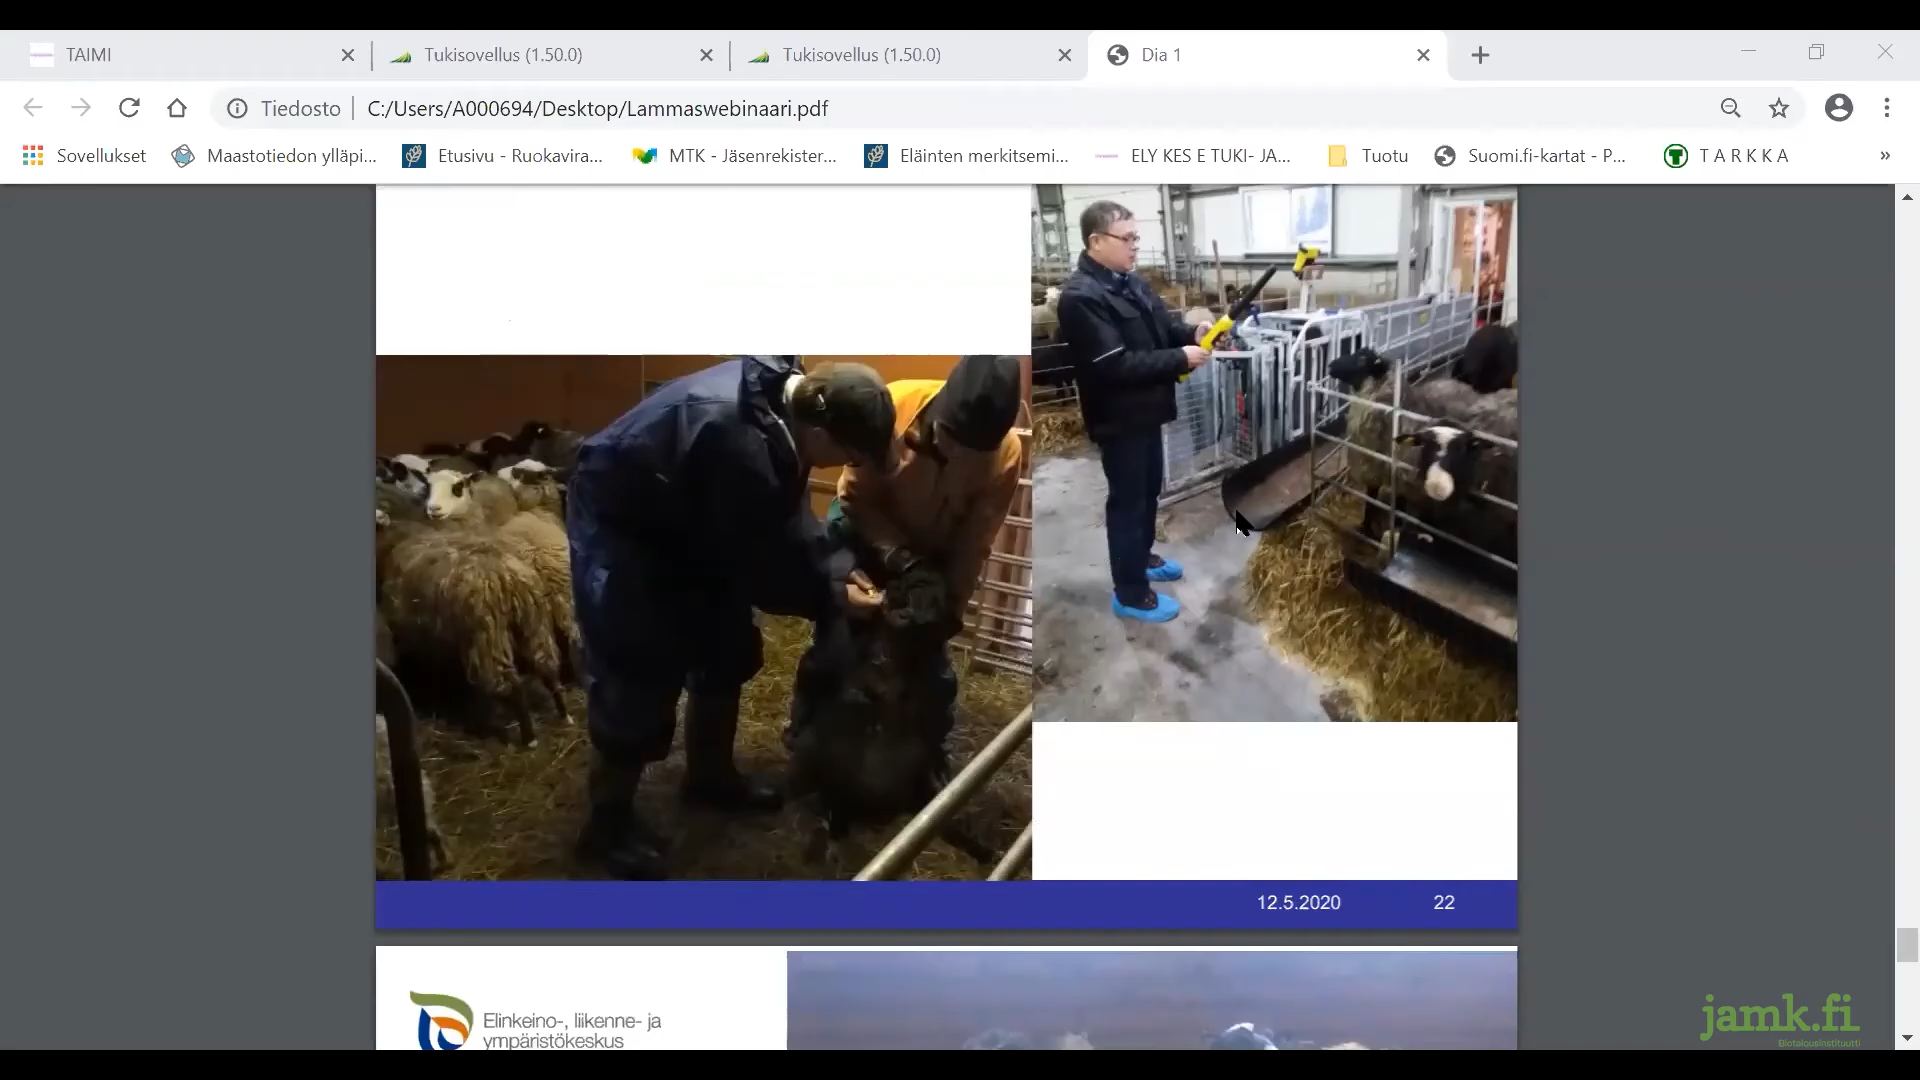 TAIMI
Tukisovellus (1.50.0)
Tukisovellus (1.50.0)
Dia 1
Tiedosto
C:/Users/A000694/Desktop/Lammaswebinaari.pdf
Sovellukset
Maastotiedon ylläpi...
Etusivu - Ruokavira...
MTK - Jäsenrekister...
Eläinten merkitsemi...
ELY KES E TUKI- JA...
Tuotu
Suomi.fi-kartat - P...
T A R K K A
»
12.5.2020
22
Elinkeino-, liikenne- ja
ympäristökeskus
jamk.fi
Biotalousinstituutti